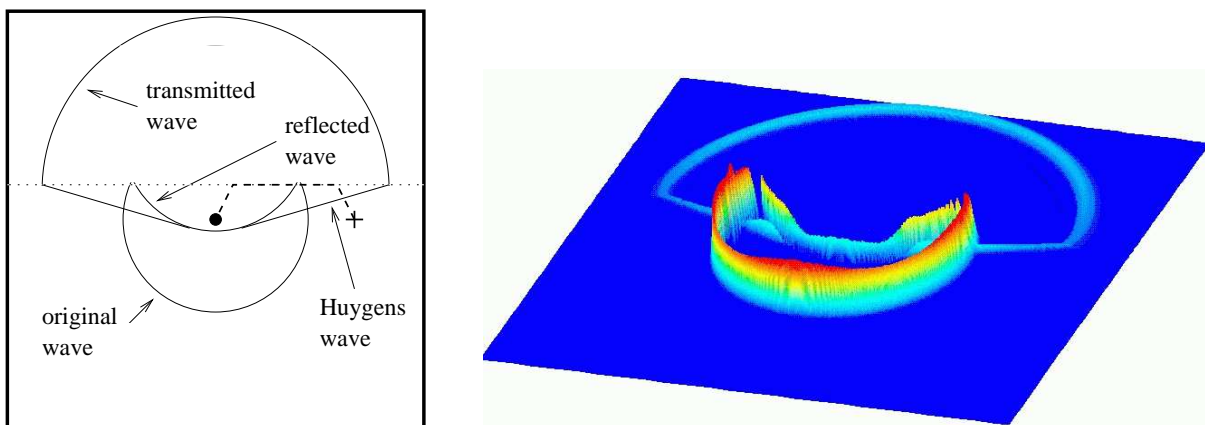 transmitted
wave
reflected
wave
Huygens
wave
original
wave